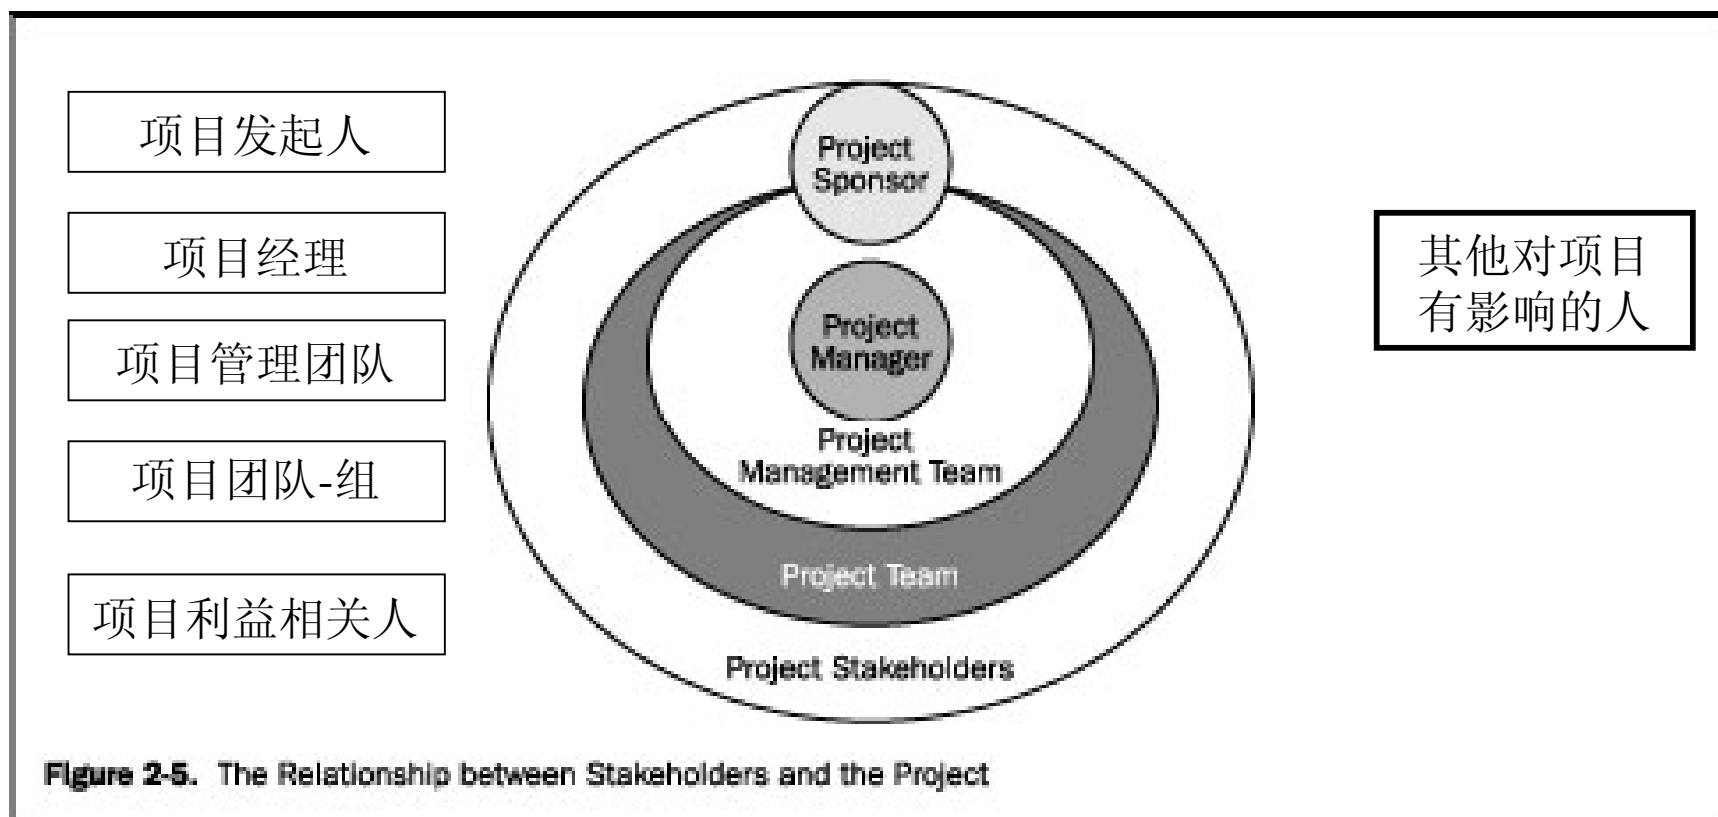 项目发起人
项目经理
项目管理团队
项目团队-组
项目利益相关人
Project
Sponsor
Project
Manager
Project
Management Team
Project Team
Project Stakeholders
其他对项目
有影响的人
Figure 2-5. The Relationship between Stakeholders and the Project